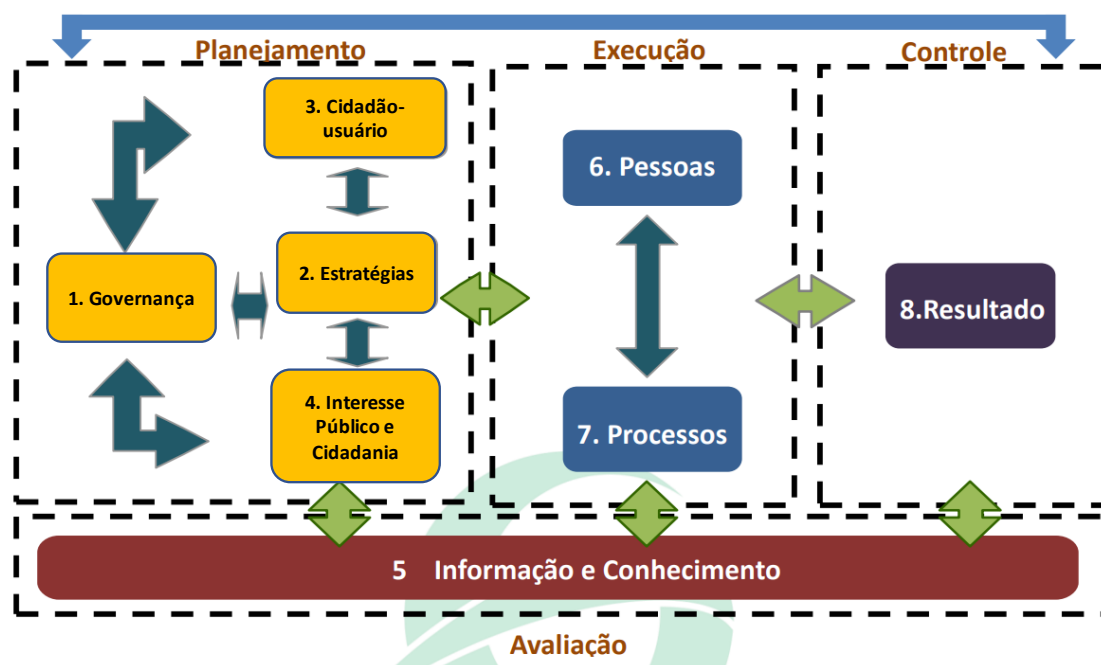 Planejamento
Execução
Controle
3. Cidadão-
usuário
2. Estratégias
1. Governança
4. Interesse
Público e
Cidadania
6. Pessoas
7. Processos
8.Resultado
5 Informação e Conhecimento
Avaliação